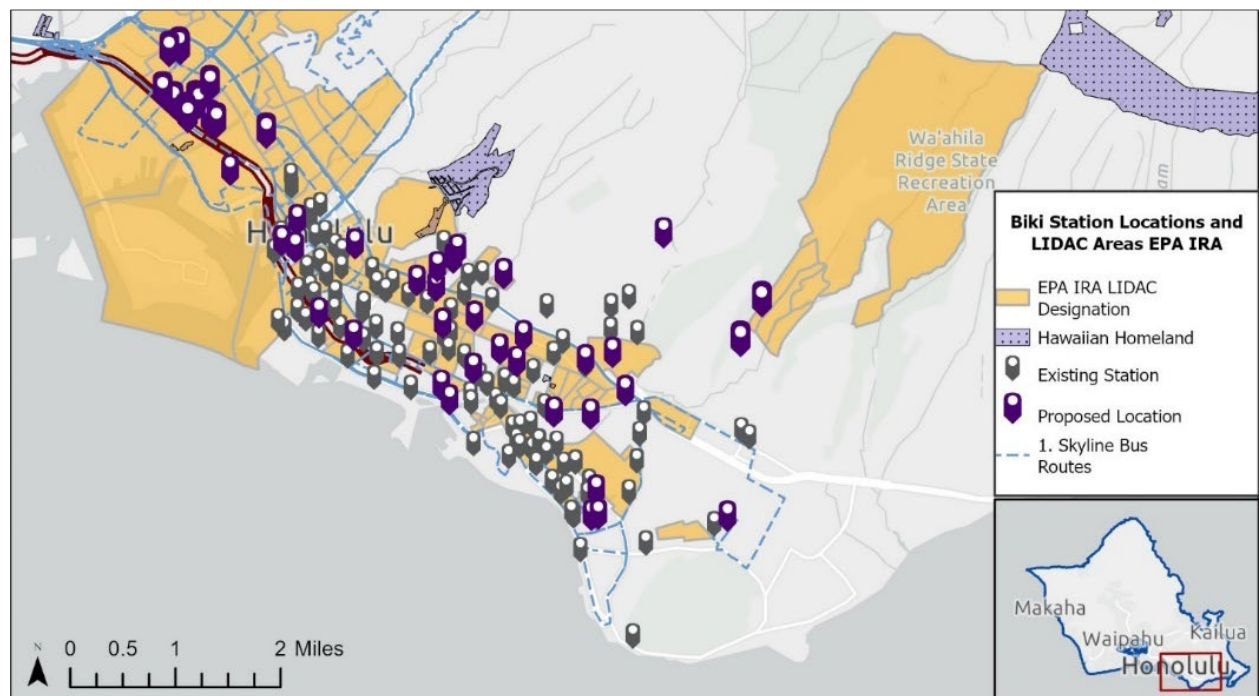 Honolulu
Wa'ahila
Ridge State
Recreation
Area
am
Biki Station Locations and
LIDAC Areas EPA IRA
EPA IRA LIDAC
Designation
Hawaiian Homeland
Existing Station
Proposed Location
1. Skyline Bus
Routes
N
0 0.5 1 2 Miles
Makaha
Waipahu
Kailua
Honolulu